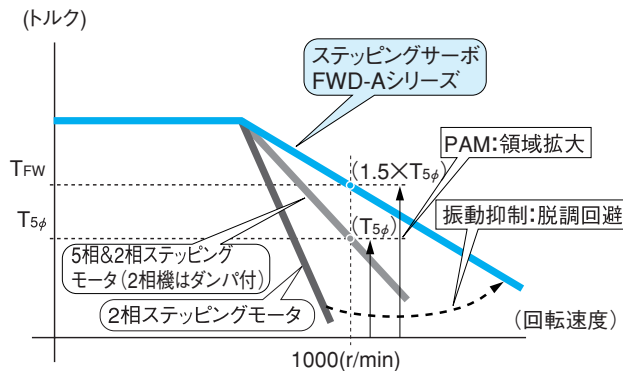 (トルク)
ステッピングサーボ
FWD-Aシリーズ
PAM:領域拡大
TFW
(1.5×T5φ)
T5φ
(T5φ)
振動抑制:脱調回避
5相&2相ステッピング
モータ(2相機はダンパ付)
2相ステッピングモータ
(回転速度)
1000(r/min)